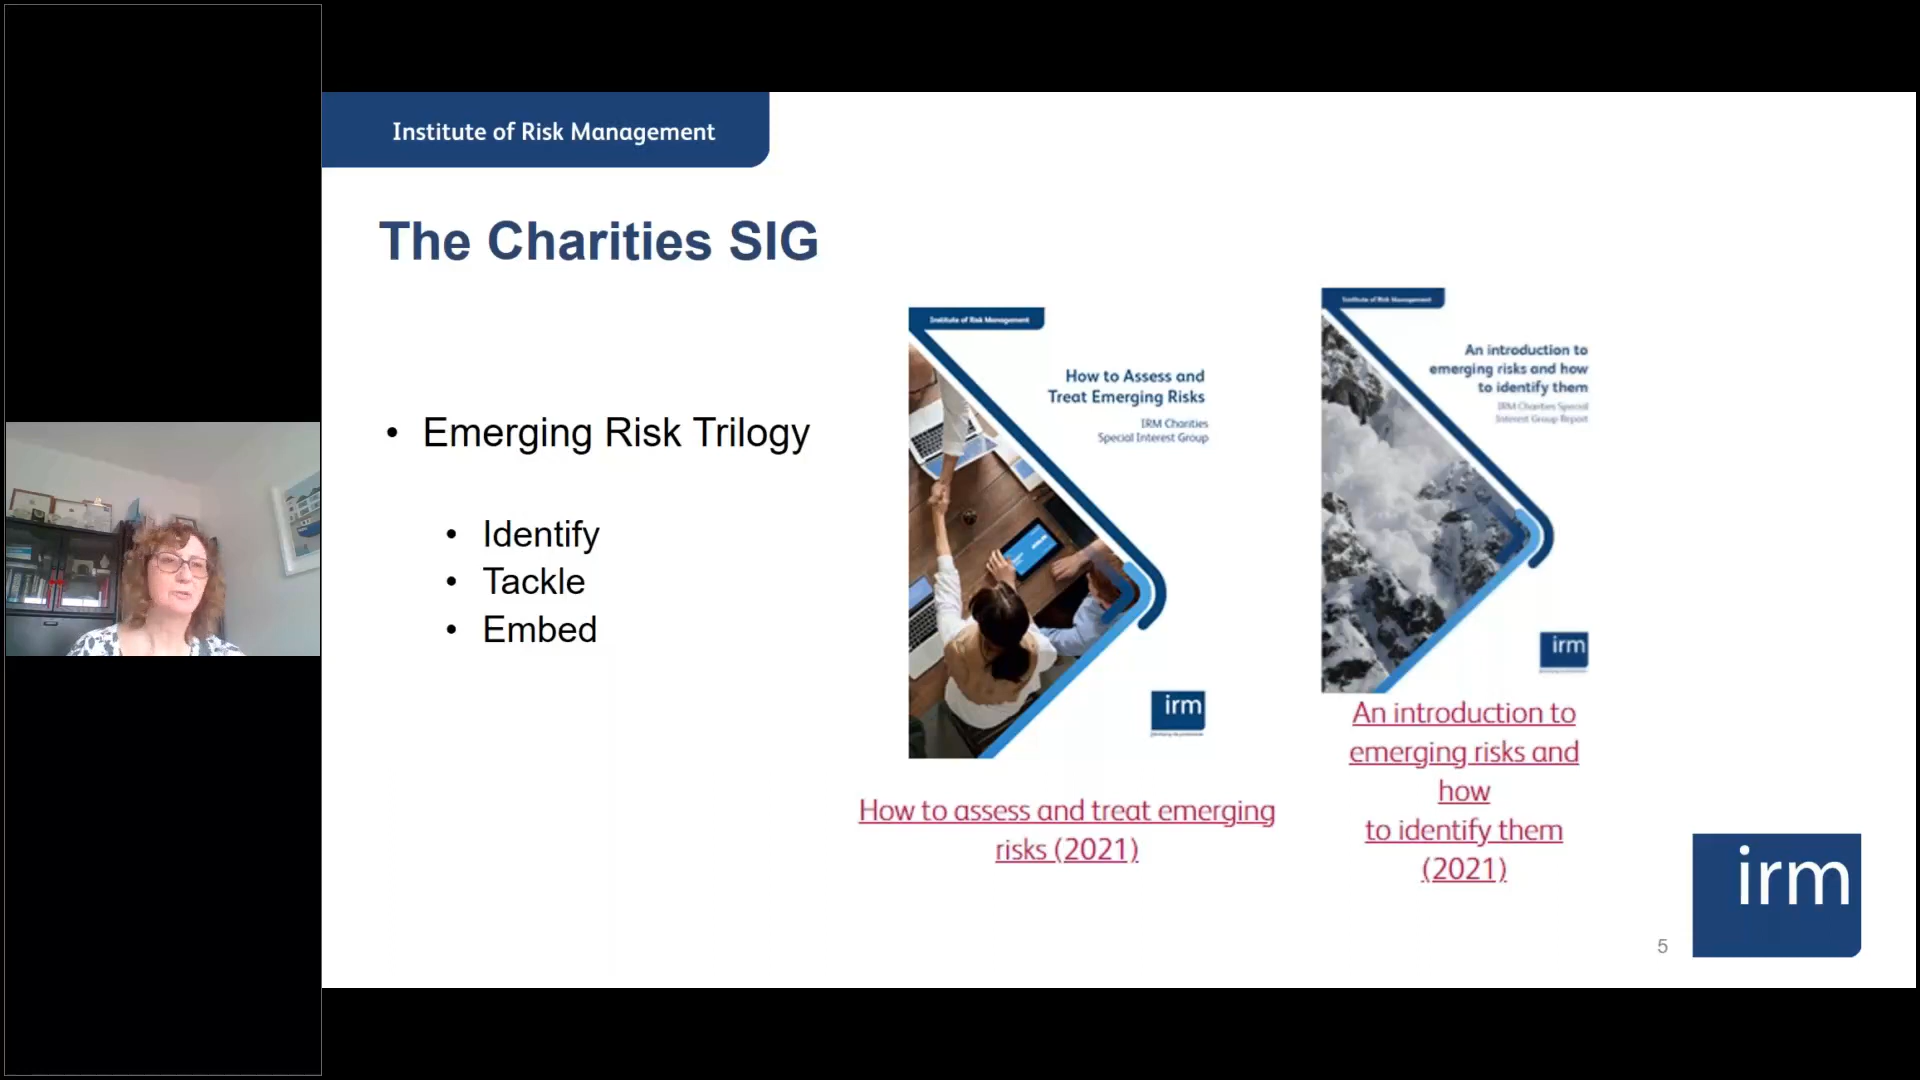 Institute of Risk Management
The Charities SIG
• Emerging Risk Trilogy
• Identify
• Tackle
• Embed
Institute of Risk Management
How to Assess and
Treat Emerging Risks
IRM Charities
Special Interest Group
irm
How to assess and treat emerging
risks (2021)
Institute of Risk Management
An introduction to
emerging risks and how
to identify them
IRM Charities Special
Interest Group Report
irm
An introduction to
emerging risks and
how
to identify them
(2021)
irm
5